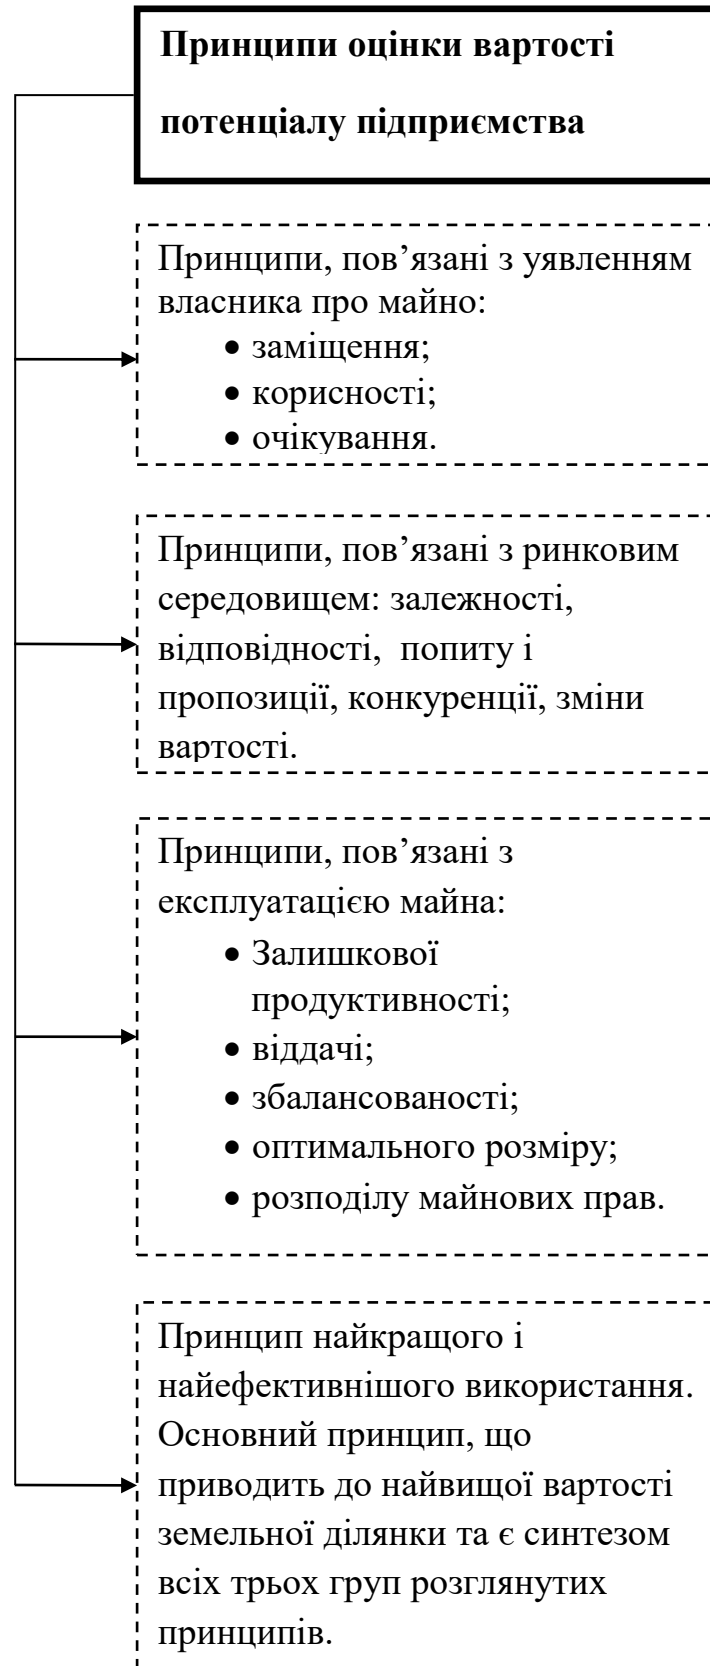 Принципи оцінки вартості
потенціалу підприємства
Принципи, пов’язані з уявленням
власника про майно:
• заміщення;
• корисності;
• очікування.
Принципи, пов’язані з ринковим
середовищем: залежності,
відповідності, попиту і
пропозиції, конкуренції, зміни
вартості.
Принципи, пов’язані з
експлуатацією майна:
• Залишкової
продуктивності;
• віддачі;
• збалансованості;
• оптимального розміру;
• розподілу майнових прав.
Принцип найкращого і
найефективнішого використання.
Основний принцип, що
приводить до найвищої вартості
земельної ділянки та є синтезом
всіх трьох груп розглянутих
принципів.